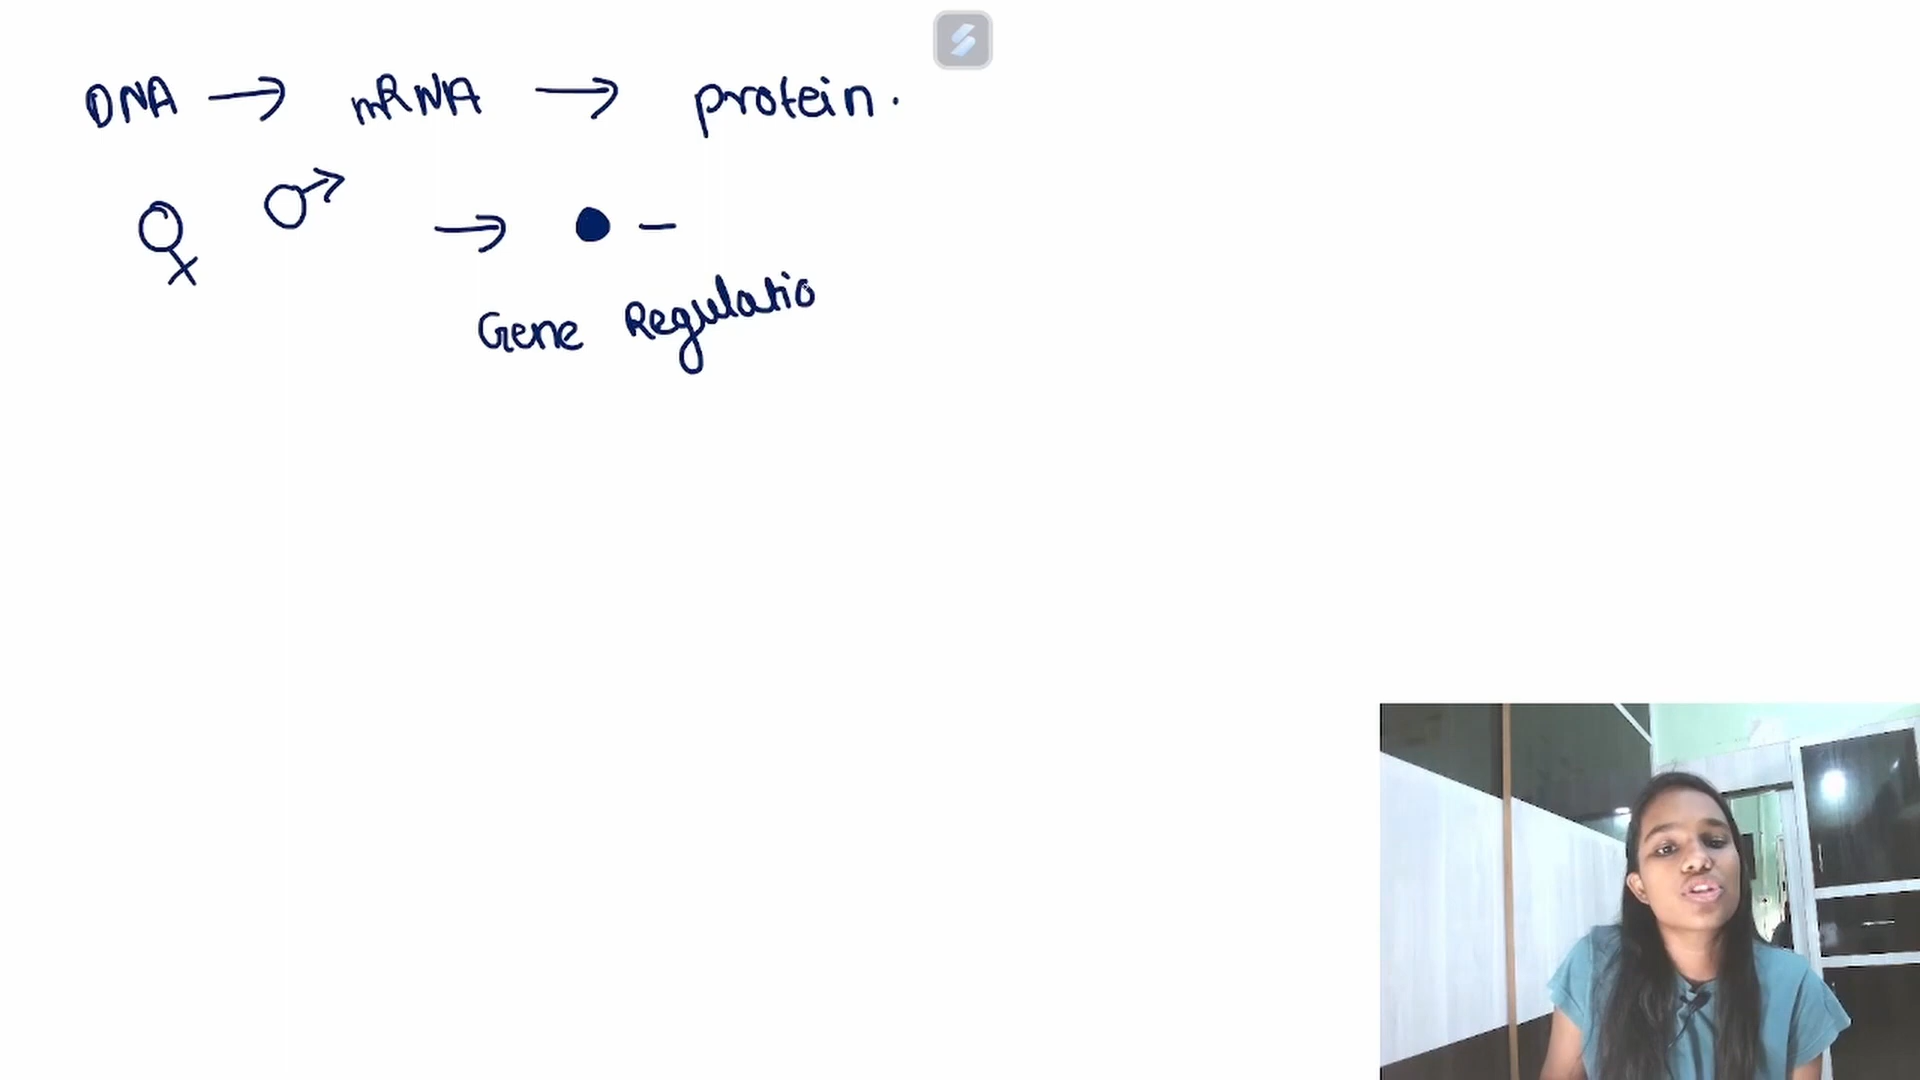 DNA → mRNA → protein.
♀ ♂ → ● –
Gene Regulatio